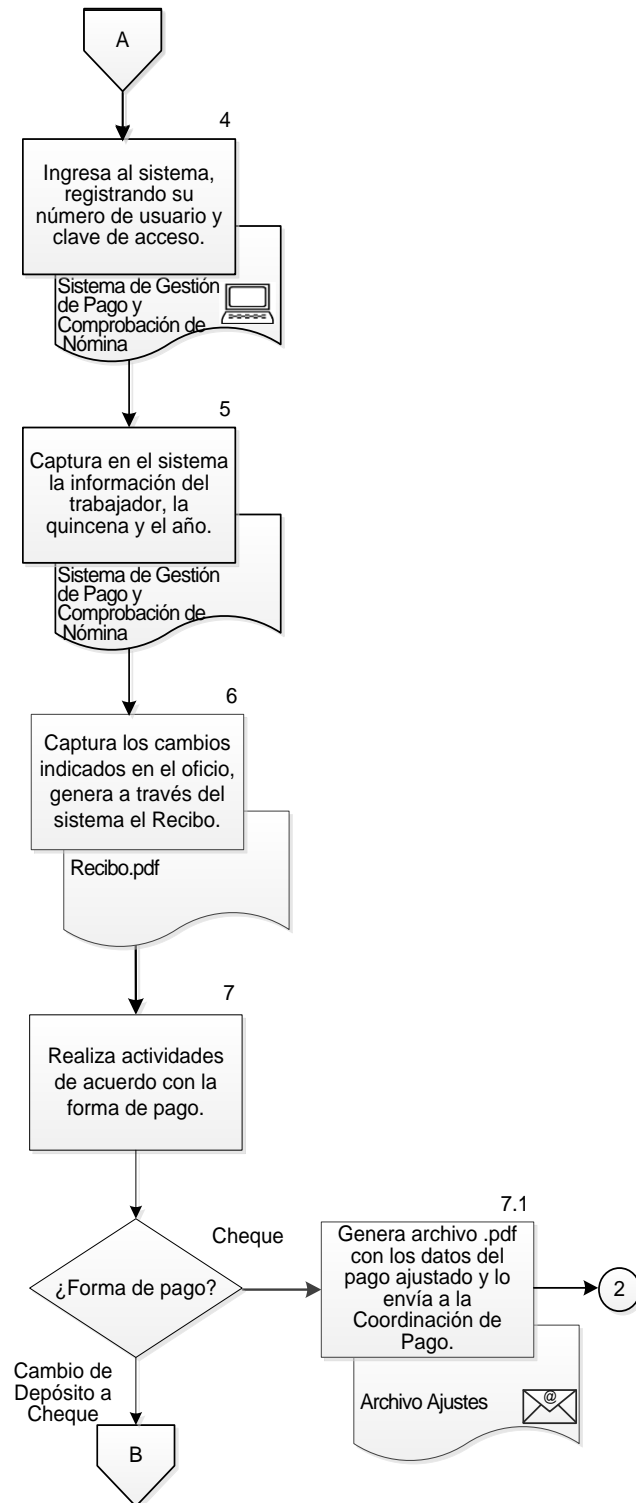 A
4
Ingresa al sistema,
registrando su
número de usuario y
clave de acceso.
Sistema de Gestión
de Pago y
Comprobación de
Nómina
5
Captura en el sistema
la información del
trabajador, la
quincena y el año.
Sistema de Gestión
de Pago y
Comprobación de
Nómina
6
Captura los cambios
indicados en el oficio,
genera a través del
sistema el Recibo.
Recibo.pdf
7
Realiza actividades
de acuerdo con la
forma de pago.
¿Forma de pago?
Cheque
7.1
Genera archivo .pdf
con los datos del
pago ajustado y lo
envía a la
Coordinación de
Pago.
2
Archivo Ajustes
@
Cambio de
Depósito a
Cheque
B